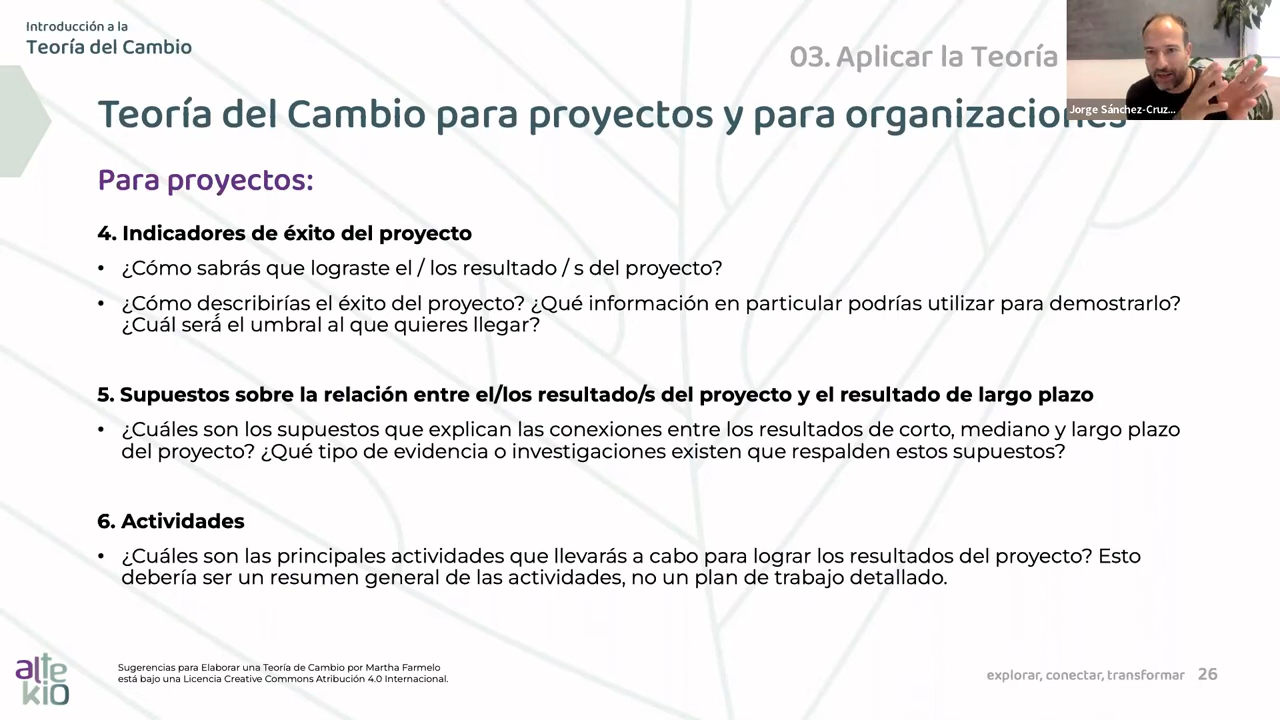 Introducción a la
Teoría del Cambio
03. Aplicar la Teoría
Jorge Sánchez-Cruz...
Teoría del Cambio para proyectos y para organizaciones
Para proyectos:
4. Indicadores de éxito del proyecto
• ¿Cómo sabrás que lograste el / los resultado / s del proyecto?
• ¿Cómo describirías el éxito del proyecto? ¿Qué información en particular podrías utilizar para demostrarlo?
¿Cuál será el umbral al que quieres llegar?
5. Supuestos sobre la relación entre el/los resultado/s del proyecto y el resultado de largo plazo
• ¿Cuáles son los supuestos que explican las conexiones entre los resultados de corto, mediano y largo plazo
del proyecto? ¿Qué tipo de evidencia o investigaciones existen que respalden estos supuestos?
6. Actividades
• ¿Cuáles son las principales actividades que llevarás a cabo para lograr los resultados del proyecto? Esto
debería ser un resumen general de las actividades, no un plan de trabajo detallado.
alte
kio
Sugerencias para Elaborar una Teoría de Cambio por Martha Farmelo
está bajo una Licencia Creative Commons Atribución 4.0 Internacional.
explorar, conectar, transformar 26